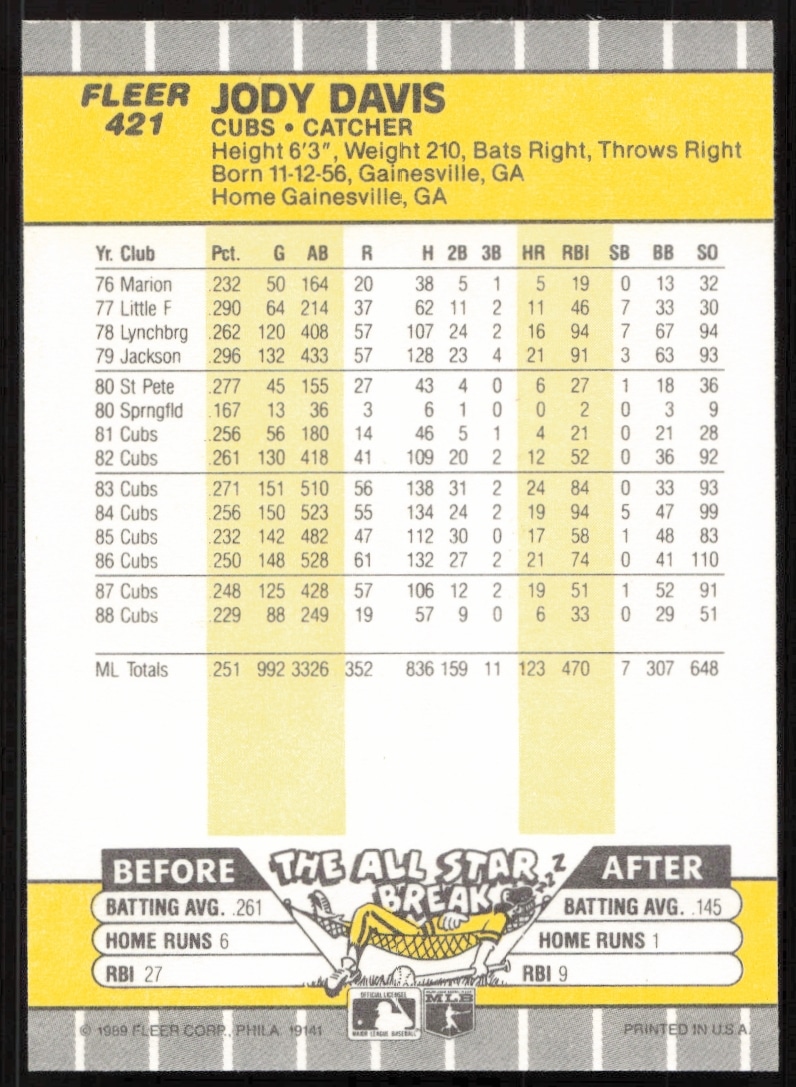 FLEER 421
JODY DAVIS
CUBS • CATCHER
Height 6'3", Weight 210, Bats Right, Throws Right
Born 11-12-56, Gainesville, GA
Home Gainesville, GA
Yr. Club Pct. G AB R H 2B 3B HR RBI SB BB SO
76 Marion .232 50 164 20 38 5 1 5 19 0 13 32
77 Little F .290 64 214 37 62 11 2 11 46 7 33 30
78 Lynchbrg .262 120 408 57 107 24 2 16 94 7 67 94
79 Jackson .296 132 433 57 128 23 4 21 91 3 63 93
80 St Pete .277 45 155 27 43 4 0 6 27 1 18 36
80 Sprngfld .167 13 36 3 6 1 0 0 2 0 3 9
81 Cubs .256 56 180 14 46 5 1 4 21 0 21 28
82 Cubs .261 130 418 41 109 20 2 12 52 0 36 92
83 Cubs .271 151 510 56 138 31 2 24 84 0 33 93
84 Cubs .256 150 523 55 134 24 2 19 94 5 47 99
85 Cubs .232 142 482 47 112 30 0 17 58 1 48 83
86 Cubs .250 148 528 61 132 27 2 21 74 0 41 110
87 Cubs .248 125 428 57 106 12 2 19 51 1 52 91
88 Cubs .229 88 249 19 57 9 0 6 33 0 29 51
ML Totals .251 992 3326 352 836 159 11 123 470 7 307 648
BEFORE THE ALL STAR BREAK ZZZ AFTER
BATTING AVG. .261 BATTING AVG. .145
HOME RUNS 6 HOME RUNS 1
RBI 27 RBI 9
OFFICIAL LICENSEE
MAJOR LEAGUE BASEBALL
MLB
© 1989 FLEER CORP., PHILA. 19141 PRINTED IN U.S.A.